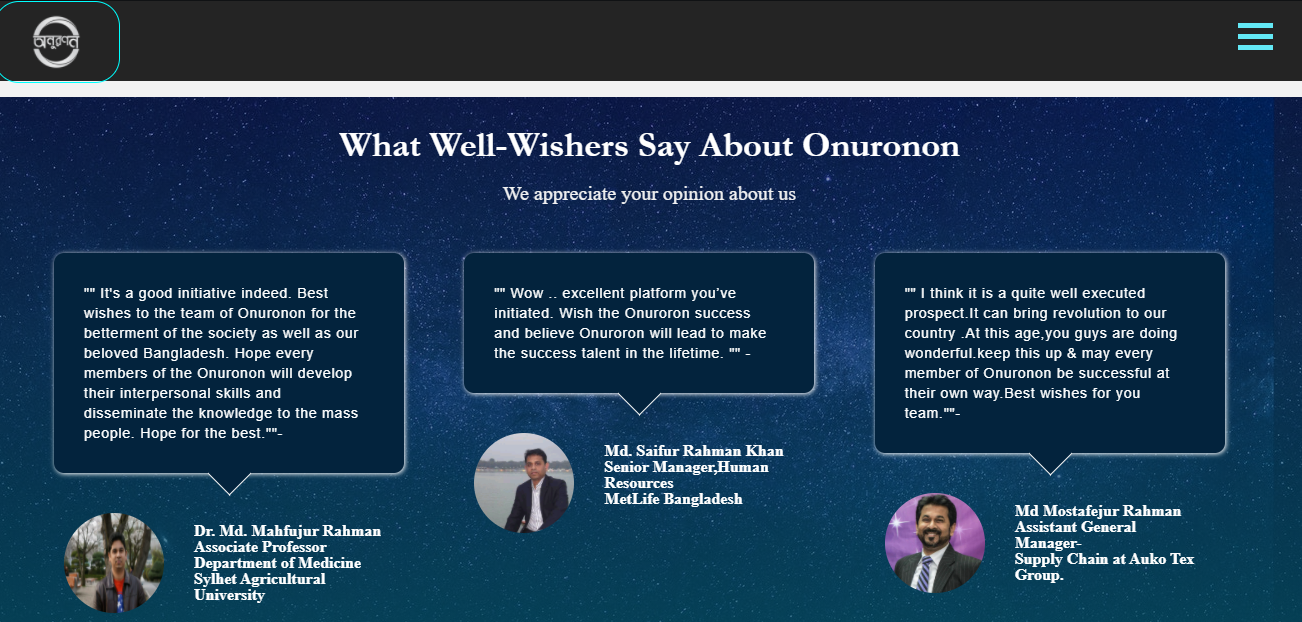 অনুরণন
What Well-Wishers Say About Onuronon
We appreciate your opinion about us
"" It's a good initiative indeed. Best
wishes to the team of Onuronon for the
betterment of the society as well as our
beloved Bangladesh. Hope every
members of the Onuronon will develop
their interpersonal skills and
disseminate the knowledge to the mass
people. Hope for the best.""-
Dr. Md. Mahfujur Rahman
Associate Professor
Department of Medicine
Sylhet Agricultural
University
"" Wow .. excellent platform you've
initiated. Wish the Onuroron success
and believe Onuroron will lead to make
the success talent in the lifetime. "" -
Md. Saifur Rahman Khan
Senior Manager,Human
Resources
MetLife Bangladesh
"" I think it is a quite well executed
prospect.It can bring revolution to our
country .At this age,you guys are doing
wonderful.keep this up & may every
member of Onuronon be successful at
their own way.Best wishes for you
team.""-
Md Mostafejur Rahman
Assistant General
Manager-
Supply Chain at Auko Tex
Group.